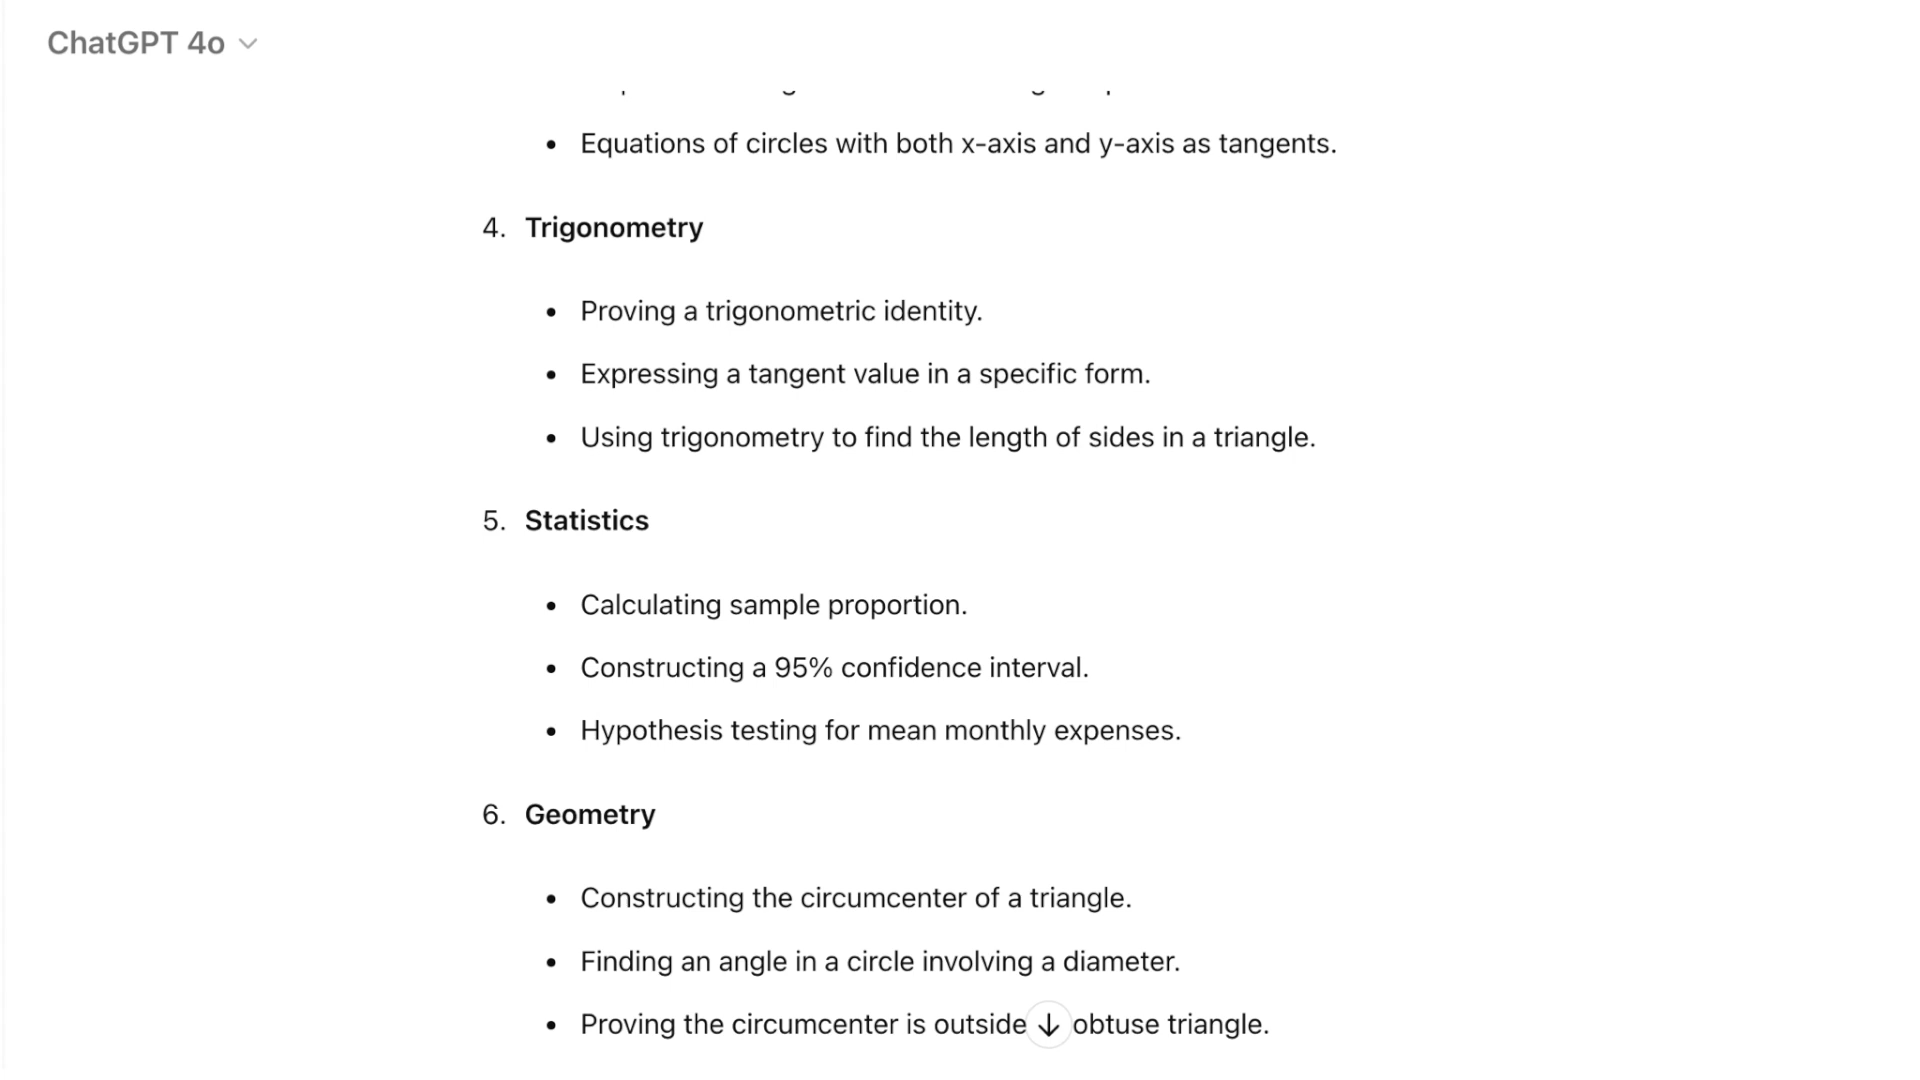 ChatGPT 4o
• Equations of circles with both x-axis and y-axis as tangents.
4. Trigonometry
• Proving a trigonometric identity.
• Expressing a tangent value in a specific form.
• Using trigonometry to find the length of sides in a triangle.
5. Statistics
• Calculating sample proportion.
• Constructing a 95% confidence interval.
• Hypothesis testing for mean monthly expenses.
6. Geometry
• Constructing the circumcenter of a triangle.
• Finding an angle in a circle involving a diameter.
• Proving the circumcenter is outside obtuse triangle.